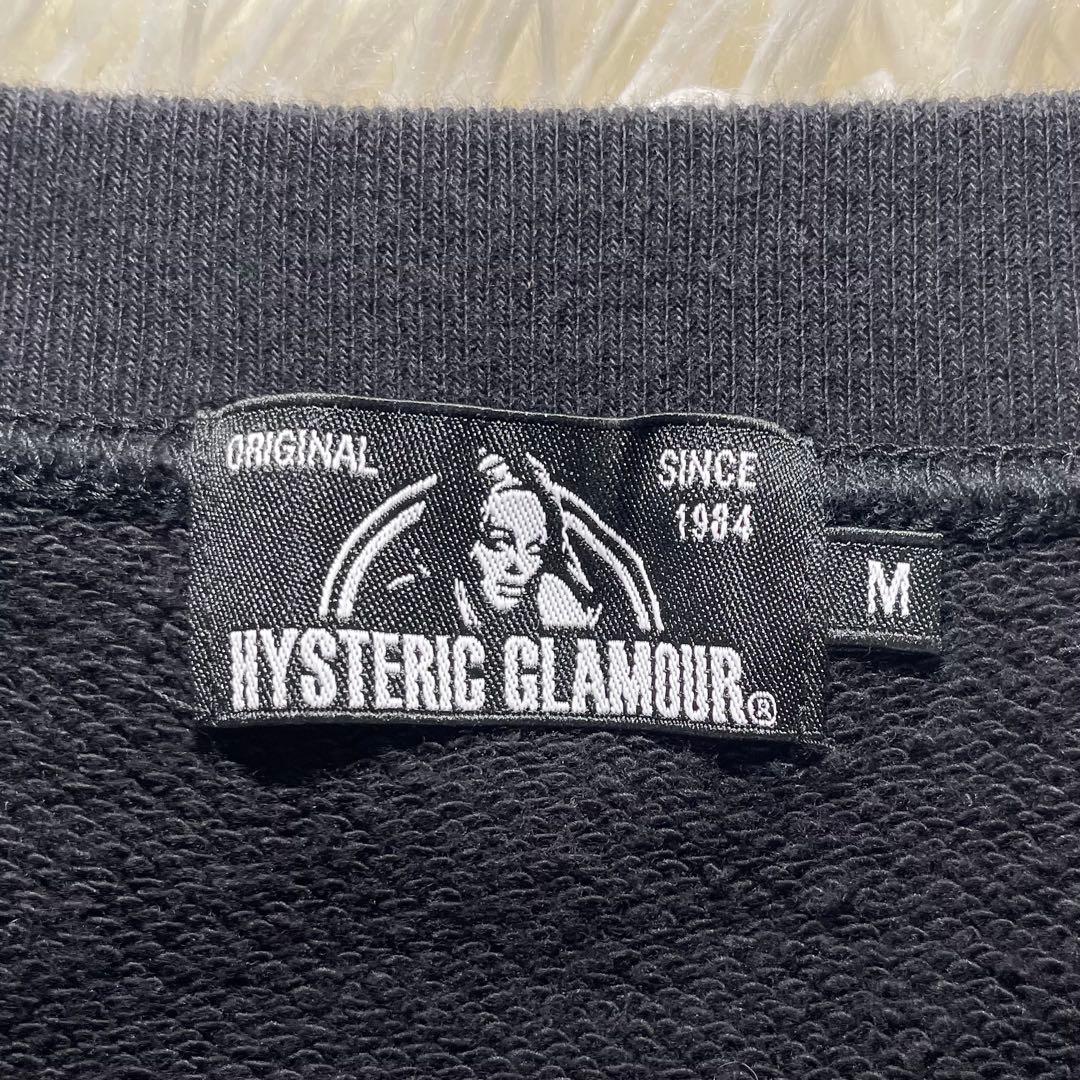 ORIGINAL
SINCE
1984
HYSTERIC GLAMOUR®
M